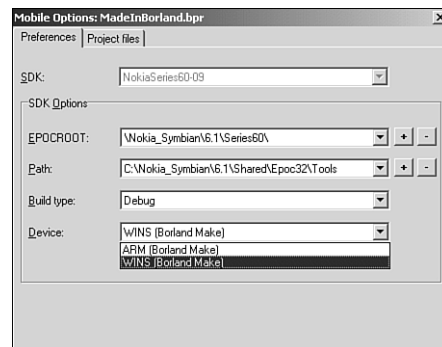 Mobile Options: MadeInBorland.bpr
Preferences Project files
SDK: NokiaSeries60-09
SDK Options
EPOCROOT: \Nokia_Symbian\6.1\Series60\ + -
Path: C:\Nokia_Symbian\6.1\Shared\Epoc32\Tools + -
Build type: Debug
Device: WINS (Borland Make)
ARM (Borland Make)
WINS (Borland Make)